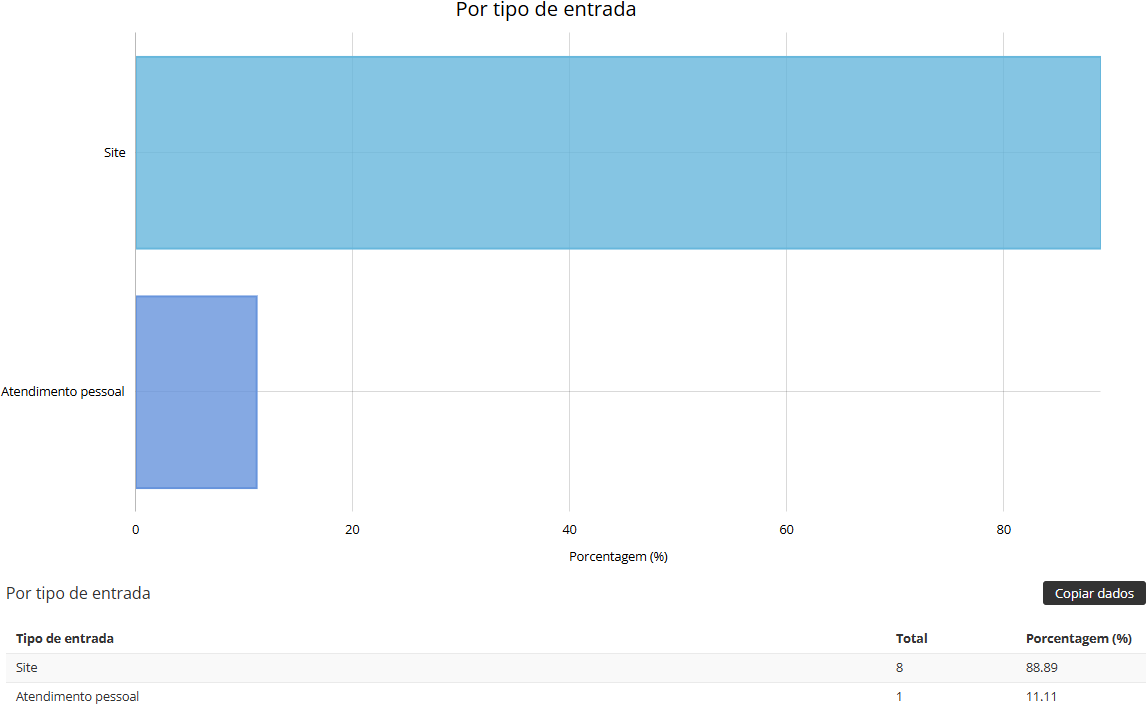 Por tipo de entrada
Site
Atendimento pessoal
0 20 40 60 80
Porcentagem (%)
Por tipo de entrada Copiar dados
Tipo de entrada Total Porcentagem (%)
Site 8 88.89
Atendimento pessoal 1 11.11